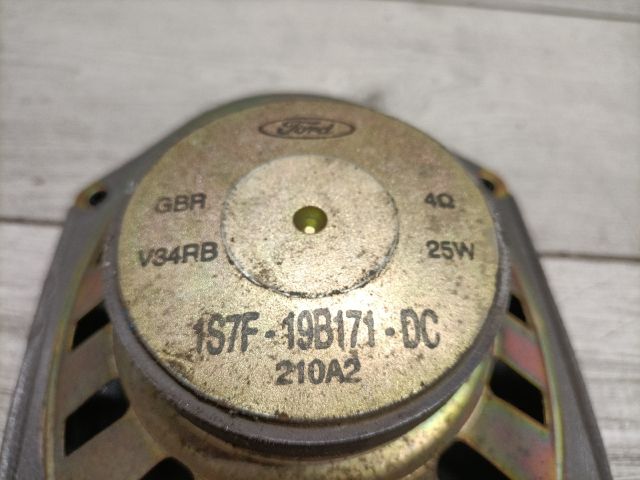 Ford
GBR 4Ω
V34RB 25W
1S7F-19B171-DC
210A2